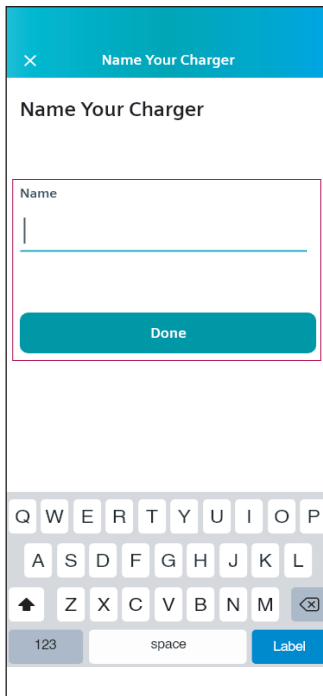 Name Your Charger
Name Your Charger
Name
Done
Q W E R T Y U I O P
A S D F G H J K L
Z X C V B N M
123 space Label